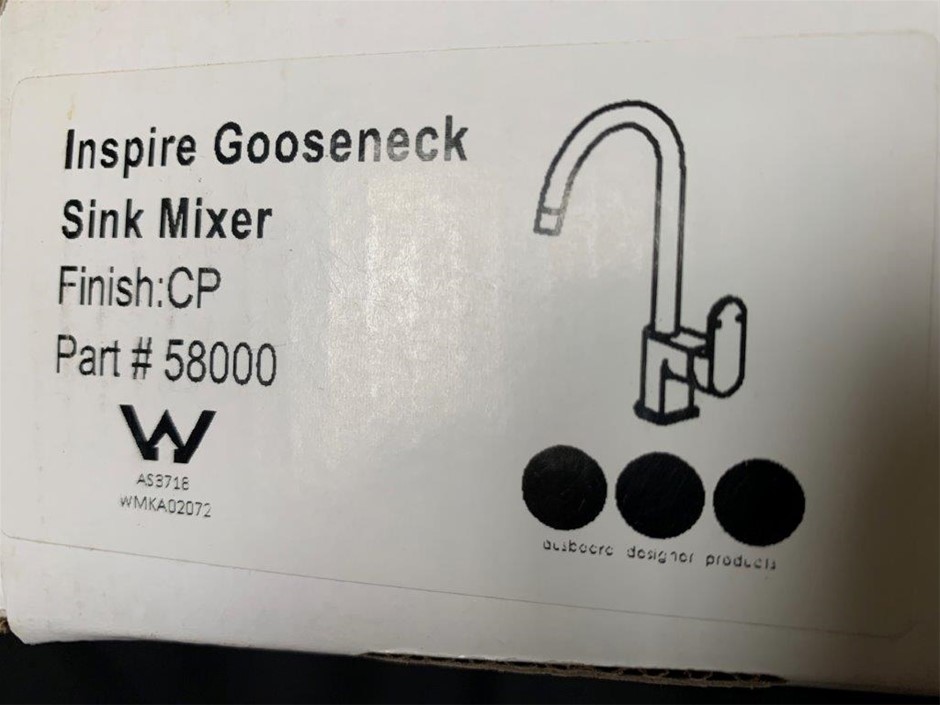 Inspire Gooseneck
Sink Mixer
Finish:CP
Part # 58000
AS3718
WMKA02072
designer products